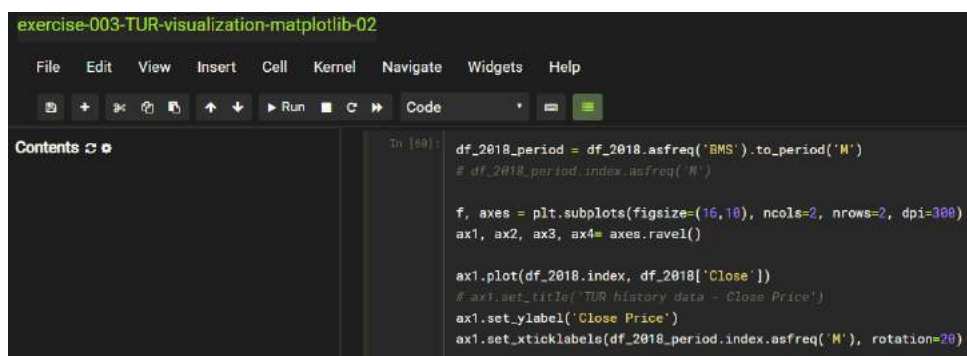 exercise-003-TUR-visualization-matplotlib-02
File Edit View Insert Cell Kernel Navigate Widgets Help
Run Code
Contents
In [60]:
df_2018_period = df_2018.asfreq('BMS').to_period('M')
# df_2018_period.index.asfreq('M')
f, axes = plt.subplots(figsize=(16,10), ncols=2, nrows=2, dpi=300)
ax1, ax2, ax3, ax4= axes.ravel()
ax1.plot(df_2018.index, df_2018['Close'])
# ax1.set_title('TUR history data - Close Price')
ax1.set_ylabel('Close Price')
ax1.set_xticklabels(df_2018_period.index.asfreq('M'), rotation=20)